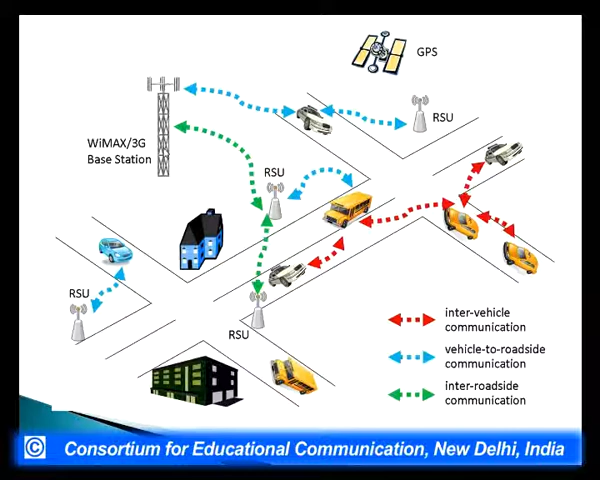 GPS
RSU
WiMAX/3G
Base Station
RSU
RSU
RSU
inter-vehicle
communication
vehicle-to-roadside
communication
inter-roadside
communication
© Consortium for Educational Communication, New Delhi, India